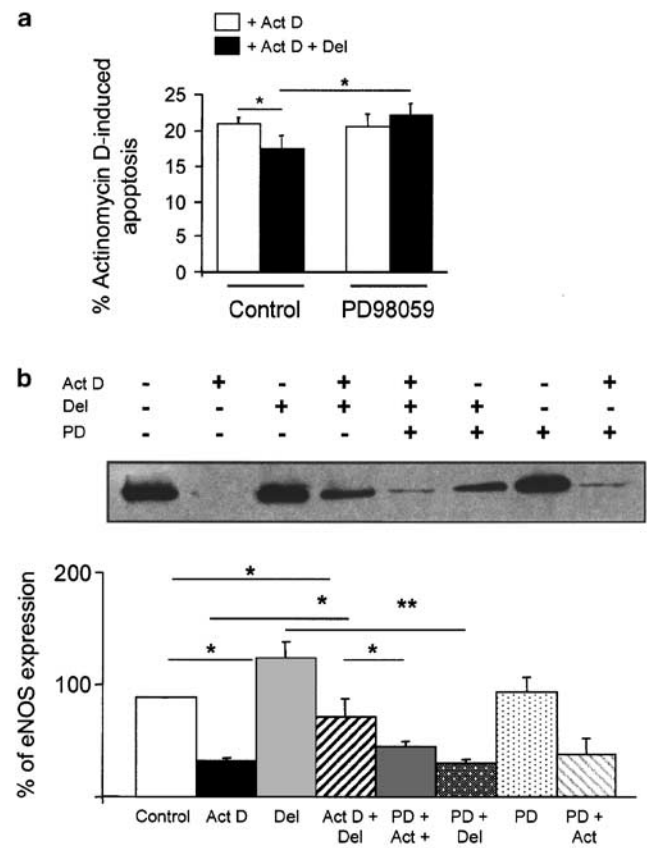 a
+ Act D
+ Act D + Del
*
*
25
20
15
10
5
0
% Actinomycin D-induced
apoptosis
Control PD98059
b
Act D - + - + + - - +
Del - - + + + + - -
PD - - - - + + + +
200
100
% of eNOS expression
*
*
**
*
*
Control Act D Del Act D + PD + PD + PD PD +
Del Act + Del Act